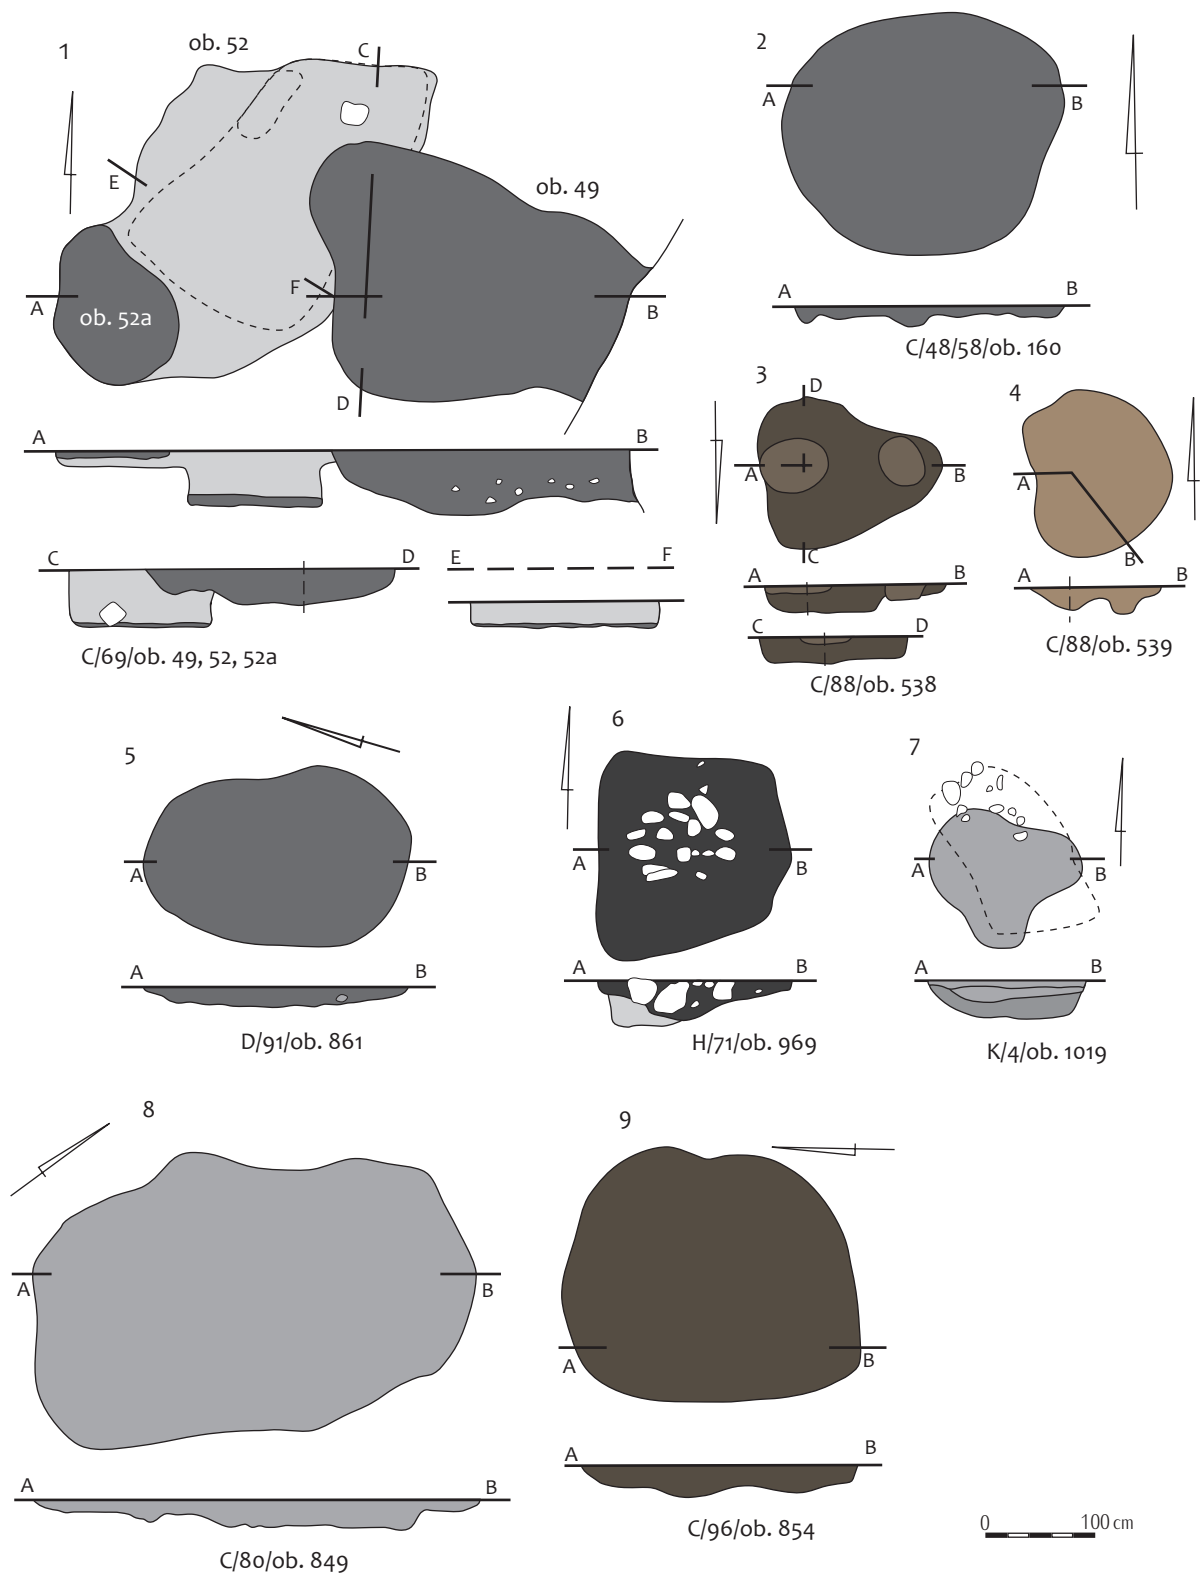 1
ob. 52
C
E
ob. 49
F
A
ob. 52a
B
D
A
B
C
D
E
F
C/69/ob. 49, 52, 52a
2
A
B
A
B
C/48/58/ob. 160
3
D
A
B
C
A
B
C
D
C/88/ob. 538
4
A
B
A
B
C/88/ob. 539
5
A
B
A
B
D/91/ob. 861
6
A
B
A
B
H/71/ob. 969
7
A
B
A
B
K/4/ob. 1019
8
A
B
A
B
C/80/ob. 849
9
A
B
A
B
C/96/ob. 854
0 100 cm